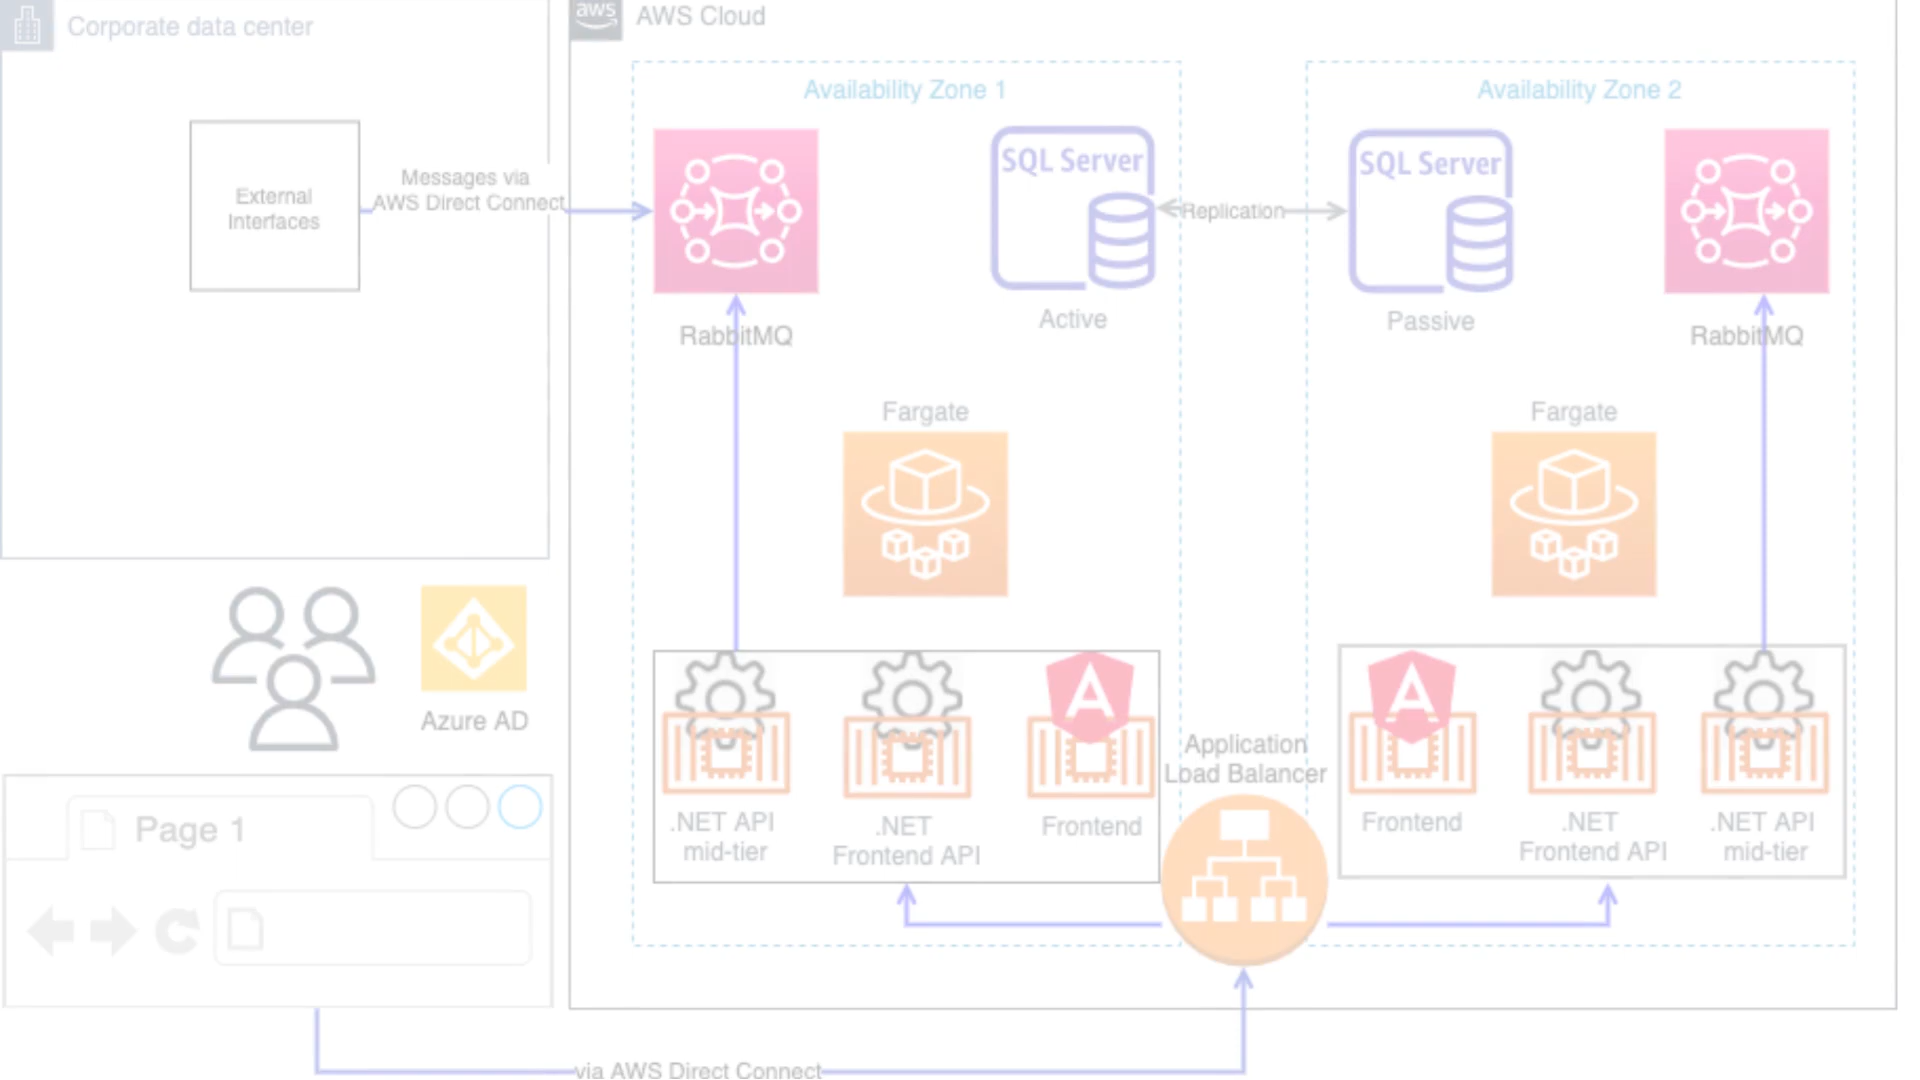 Corporate data center
aws
AWS Cloud
Availability Zone 1
Availability Zone 2
External
Interfaces
Messages via
AWS Direct Connect
SQL Server
Replication
SQL Server
RabbitMQ
Active
Passive
RabbitMQ
Fargate
Fargate
Azure AD
Application
Load Balancer
.NET API
mid-tier
.NET
Frontend API
Frontend
Frontend
.NET
Frontend API
.NET API
mid-tier
Page 1
via AWS Direct Connect